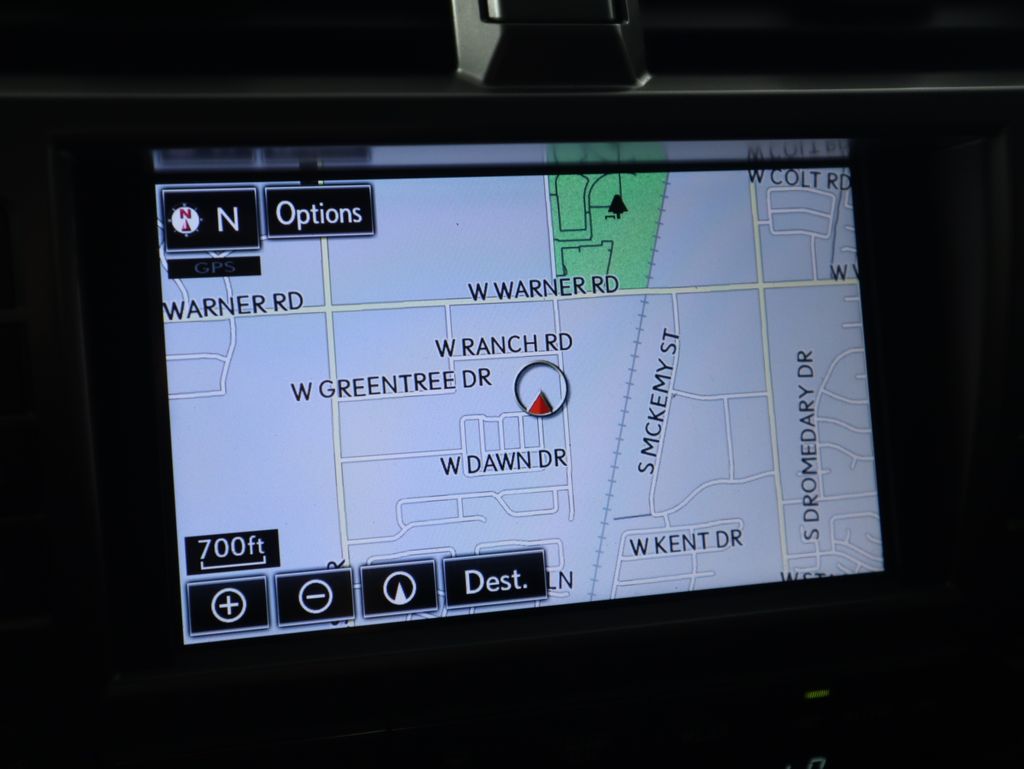 W COLT RD
N N
Options
GPS
WARNER RD
W WARNER RD
W
W RANCH RD
W GREENTREE DR
S MCKEMY ST
S DROMEDARY DR
W DAWN DR
700ft
W KENT DR
Dest.
LN